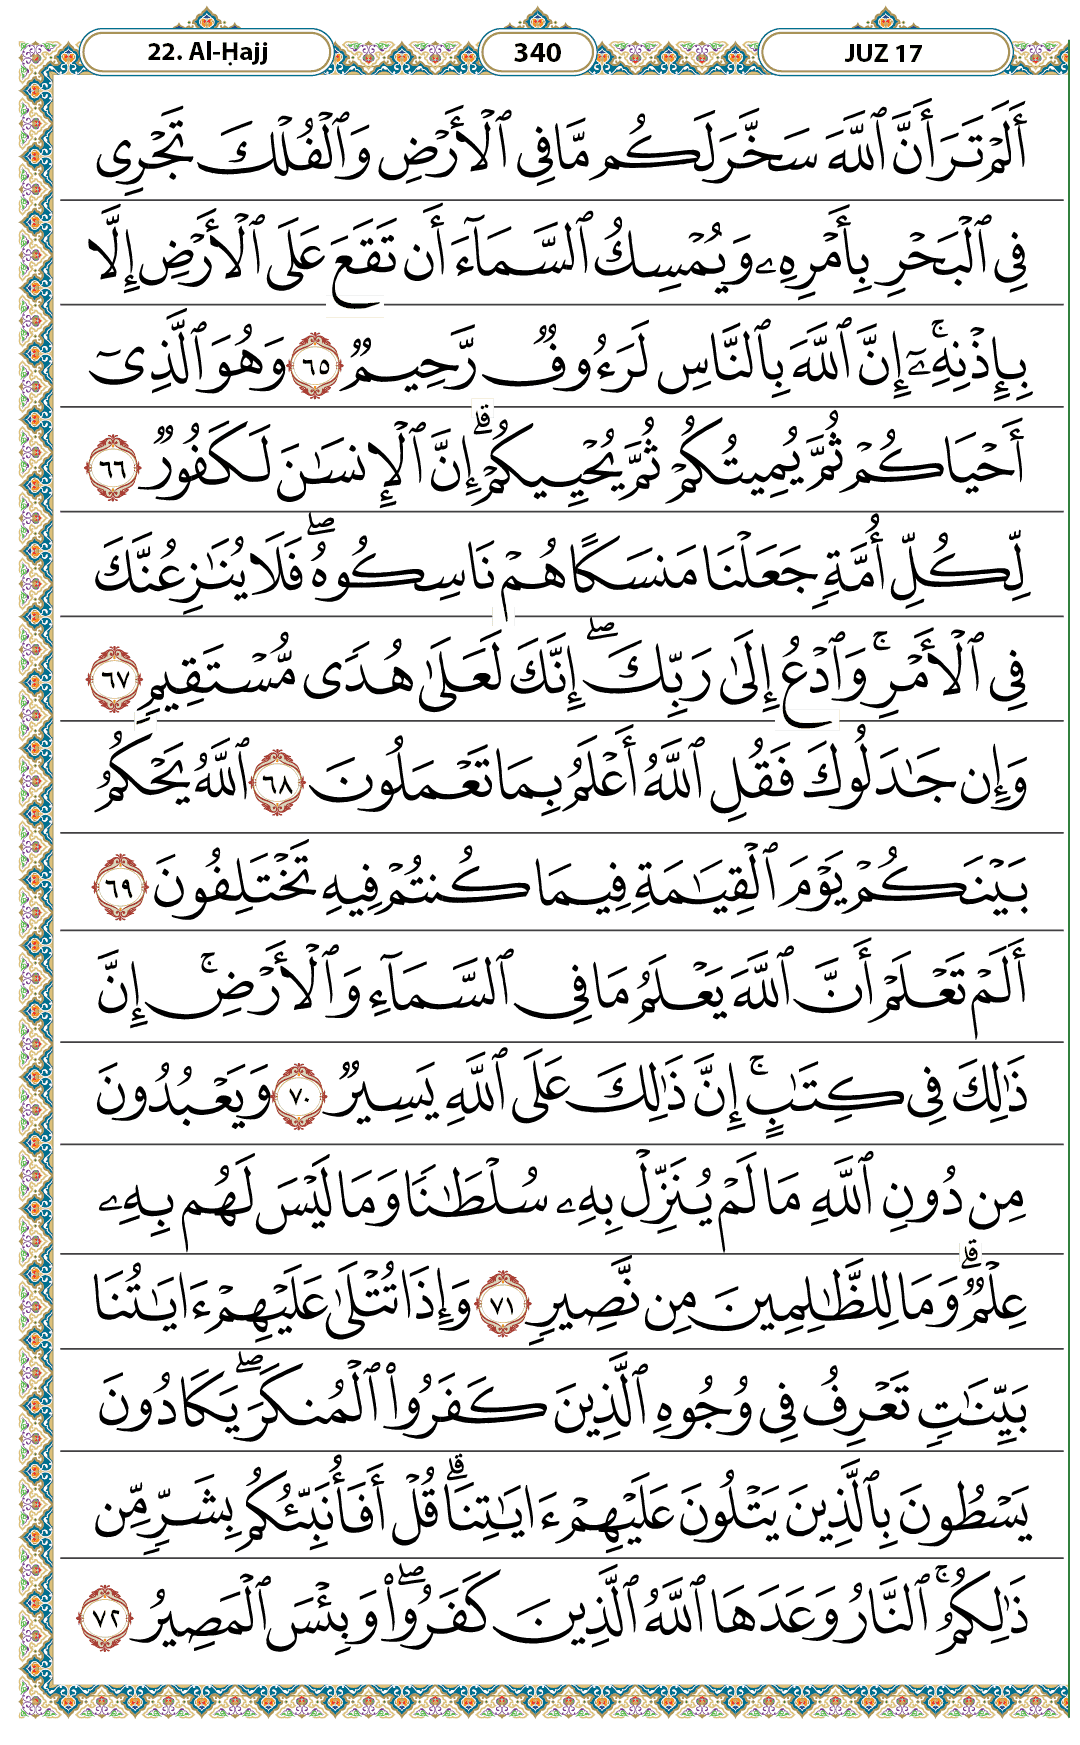 22. Al-Ḥajj
340
JUZ 17
أَلَمْ تَرَ أَنَّ ٱللَّهَ سَخَّرَ لَكُم مَّا فِى ٱلْأَرْضِ وَٱلْفُلْكَ تَجْرِى
فِى ٱلْبَحْرِ بِأَمْرِهِۦ وَيُمْسِكُ ٱلسَّمَآءَ أَن تَقَعَ عَلَى ٱلْأَرْضِ إِلَّا
بِإِذْنِهِۦٓ ۚ إِنَّ ٱللَّهَ بِٱلنَّاسِ لَرَءُوفٌ رَّحِيمٌ ٦٥ وَهُوَ ٱلَّذِىٓ
أَحْيَاكُمْ ثُمَّ يُمِيتُكُمْ ثُمَّ يُحْيِيكُمْ ۗ إِنَّ ٱلْإِنسَـٰنَ لَكَفُورٌ ٦٦
لِّكُلِّ أُمَّةٍ جَعَلْنَا مَنسَكًا هُمْ نَاسِكُوهُ ۖ فَلَا يُنَـٰزِعُنَّكَ
فِى ٱلْأَمْرِ ۚ وَٱدْعُ إِلَىٰ رَبِّكَ ۖ إِنَّكَ لَعَلَىٰ هُدًى مُّسْتَقِيمٍ ٦٧
وَإِن جَـٰدَلُوكَ فَقُلِ ٱللَّهُ أَعْلَمُ بِمَا تَعْمَلُونَ ٦٨ ٱللَّهُ يَحْكُمُ
بَيْنَكُمْ يَوْمَ ٱلْقِيَـٰمَةِ فِيمَا كُنتُمْ فِيهِ تَخْتَلِفُونَ ٦٩
أَلَمْ تَعْلَمْ أَنَّ ٱللَّهَ يَعْلَمُ مَا فِى ٱلسَّمَآءِ وَٱلْأَرْضِ ۚ إِنَّ
ذَٰلِكَ فِى كِتَـٰبٍ ۚ إِنَّ ذَٰلِكَ عَلَى ٱللَّهِ يَسِيرٌ ٧٠ وَيَعْبُدُونَ
مِن دُونِ ٱللَّهِ مَا لَمْ يُنَزِّلْ بِهِۦ سُلْطَـٰنًا وَمَا لَيْسَ لَهُم بِهِۦ
عِلْمٌ ۗ وَمَا لِلظَّـٰلِمِينَ مِن نَّصِيرٍ ٧١ وَإِذَا تُتْلَىٰ عَلَيْهِمْ ءَايَـٰتُنَا
بَيِّنَـٰتٍ تَعْرِفُ فِى وُجُوهِ ٱلَّذِينَ كَفَرُوا۟ ٱلْمُنكَرَ ۖ يَكَادُونَ
يَسْطُونَ بِٱلَّذِينَ يَتْلُونَ عَلَيْهِمْ ءَايَـٰتِنَا ۗ قُلْ أَفَأُنَبِّئُكُم بِشَرٍّ مِّن
ذَٰلِكُمُ ۚ ٱلنَّارُ وَعَدَهَا ٱللَّهُ ٱلَّذِينَ كَفَرُوا۟ ۖ وَبِئْسَ ٱلْمَصِيرُ ٧٢